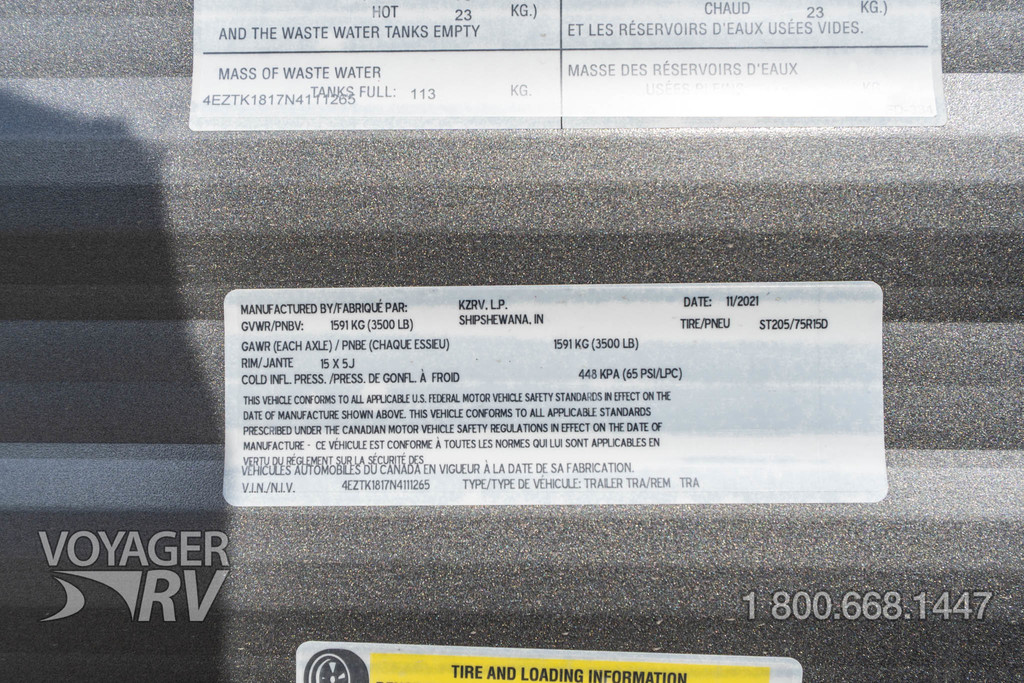 HOT 23 KG.)
AND THE WASTE WATER TANKS EMPTY
MASS OF WASTE WATER
TANKS FULL: 113 KG.
4EZTK1817N4111265
CHAUD 23 KG.)
ET LES RÉSERVOIRS D'EAUX USÉES VIDES.
MASSE DES RÉSERVOIRS D'EAUX
MANUFACTURED BY/FABRIQUÉ PAR: KZRV, L.P. DATE: 11/2021
GVWR/PNBV: 1591 KG (3500 LB) SHIPSHEWANA, IN TIRE/PNEU ST205/75R15D
GAWR (EACH AXLE) / PNBE (CHAQUE ESSIEU) 1591 KG (3500 LB)
RIM/JANTE 15 X 5J
COLD INFL. PRESS. /PRESS. DE GONFL. À FROID 448 KPA (65 PSI/LPC)
THIS VEHICLE CONFORMS TO ALL APPLICABLE U.S. FEDERAL MOTOR VEHICLE SAFETY STANDARDS IN EFFECT ON THE
DATE OF MANUFACTURE SHOWN ABOVE. THIS VEHICLE CONFORMS TO ALL APPLICABLE STANDARDS
PRESCRIBED UNDER THE CANADIAN MOTOR VEHICLE SAFETY REGULATIONS IN EFFECT ON THE DATE OF
MANUFACTURE - CE VÉHICULE EST CONFORME À TOUTES LES NORMES QUI LUI SONT APPLICABLES EN
VERTU DU RÉGLEMENT SUR LA SÉCURITÉ DES
VÉHICULES AUTOMOBILES DU CANADA EN VIGUEUR À LA DATE DE SA FABRICATION.
V.I.N./N.I.V. 4EZTK1817N4111265 TYPE/TYPE DE VÉHICULE: TRAILER TRA/REM TRA
VOYAGER
RV
1 800.668.1447
TIRE AND LOADING INFORMATION